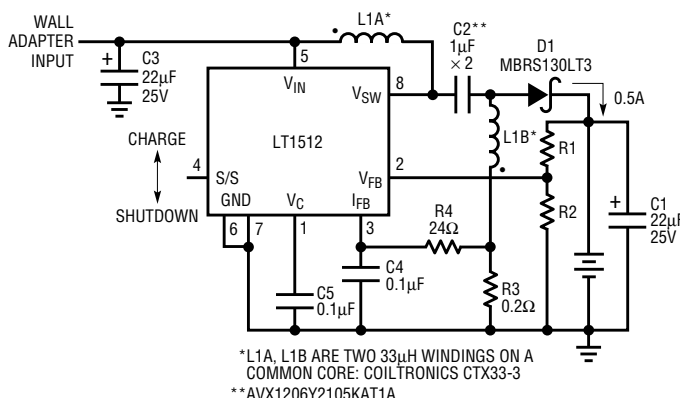 WALL
ADAPTER
INPUT
L1A*
C2**
1µF
× 2
D1
MBRS130LT3
+
C3
22µF
25V
5
VIN
8
VSW
0.5A
L1B*
LT1512
CHARGE
4
S/S
SHUTDOWN
2
VFB
R1
R2
+
C1
22µF
25V
GND
VC
IFB
6
7
1
3
R4
24Ω
C4
0.1µF
C5
0.1µF
R3
0.2Ω
*L1A, L1B ARE TWO 33µH WINDINGS ON A
COMMON CORE: COILTRONICS CTX33-3
**AVX1206Y2105KAT1A